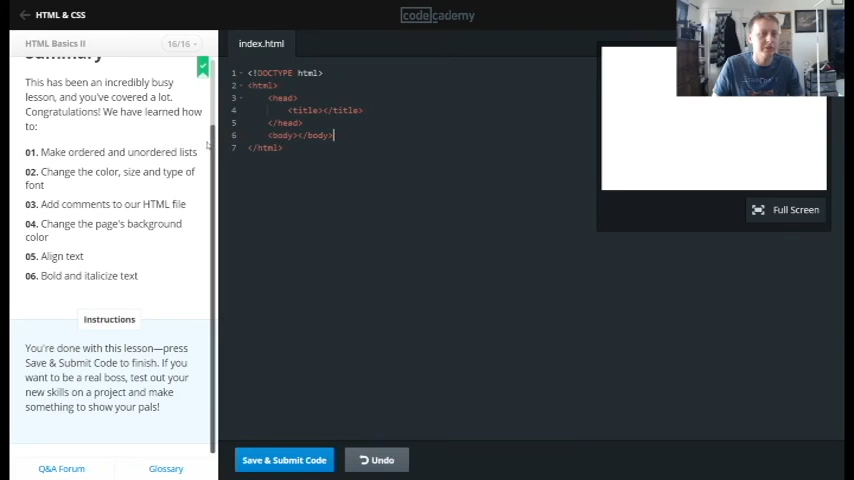 HTML & CSS
codecademy
HTML Basics II
16/16
Summary
This has been an incredibly busy
lesson, and you've covered a lot.
Congratulations! We have learned how
to:
01. Make ordered and unordered lists
02. Change the color, size and type of
font
03. Add comments to our HTML file
04. Change the page's background
color
05. Align text
06. Bold and italicize text
Instructions
You're done with this lesson—press
Save & Submit Code to finish. If you
want to be a real boss, test out your
new skills on a project and make
something to show your pals!
Q&A Forum
Glossary
index.html
1 <!DOCTYPE html>
2 <html>
3 <head>
4 <title></title>
5 </head>
6 <body></body>
7 </html>
Full Screen
Save & Submit Code
Undo